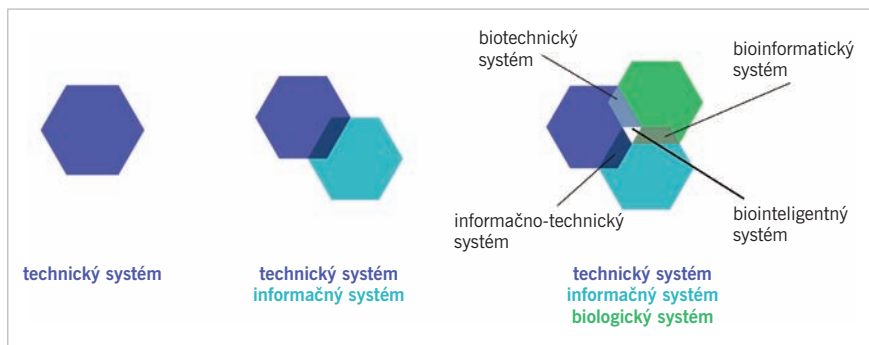 biotechnický
systém
bioinformatický
systém
informačno-technický
systém
biointeligentný
systém
technický systém
technický systém
informačný systém
technický systém
informačný systém
biologický systém